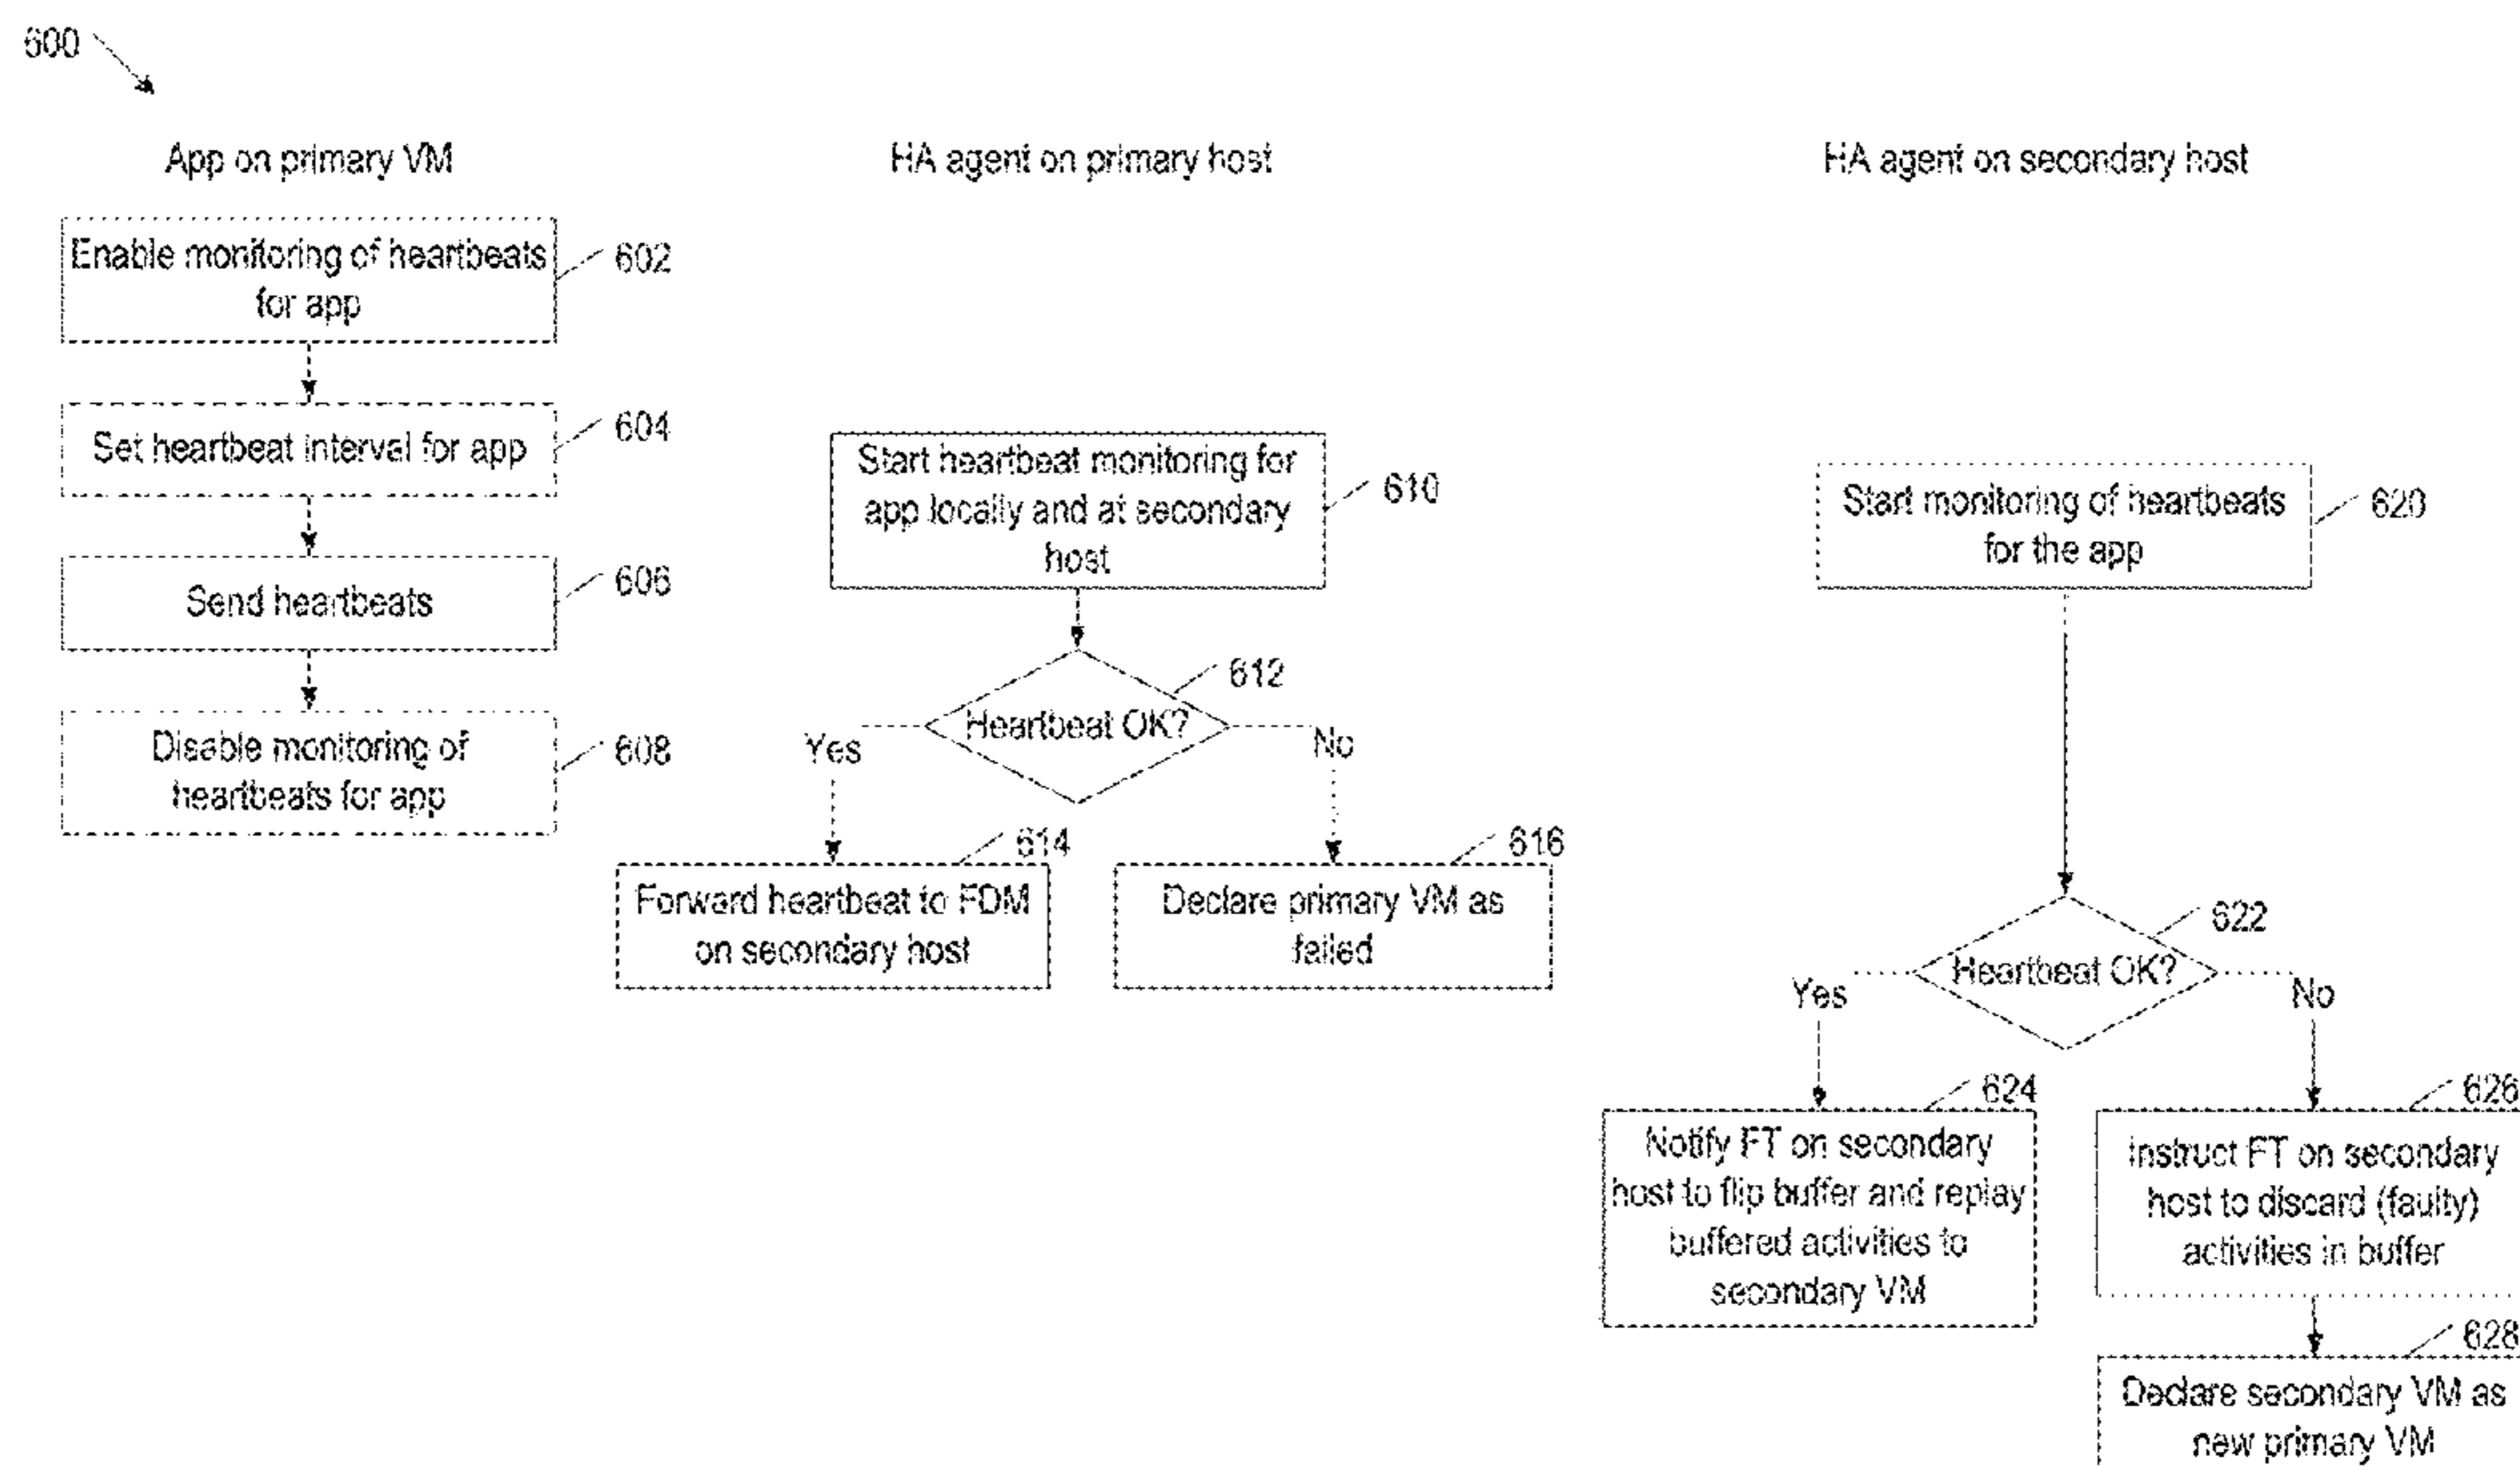 600
App on primary VM
Enable monitoring of heartbeats
for app
602
Set heartbeat interval for app
604
Send heartbeats
606
Disable monitoring of
heartbeats for app
608
HA agent on primary host
Start heartbeat monitoring for
app locally and at secondary
host
610
Heartbeat OK?
612
Yes
No
614
Forward heartbeat to FDM
on secondary host
616
Declare primary VM as
failed
HA agent on secondary host
Start monitoring of heartbeats
for the app
620
Heartbeat OK?
622
Yes
No
624
Notify FT on secondary
host to flip buffer and replay
buffered activities to
secondary VM
626
Instruct FT on secondary
host to discard (faulty)
activities in buffer
628
Declare secondary VM as
new primary VM